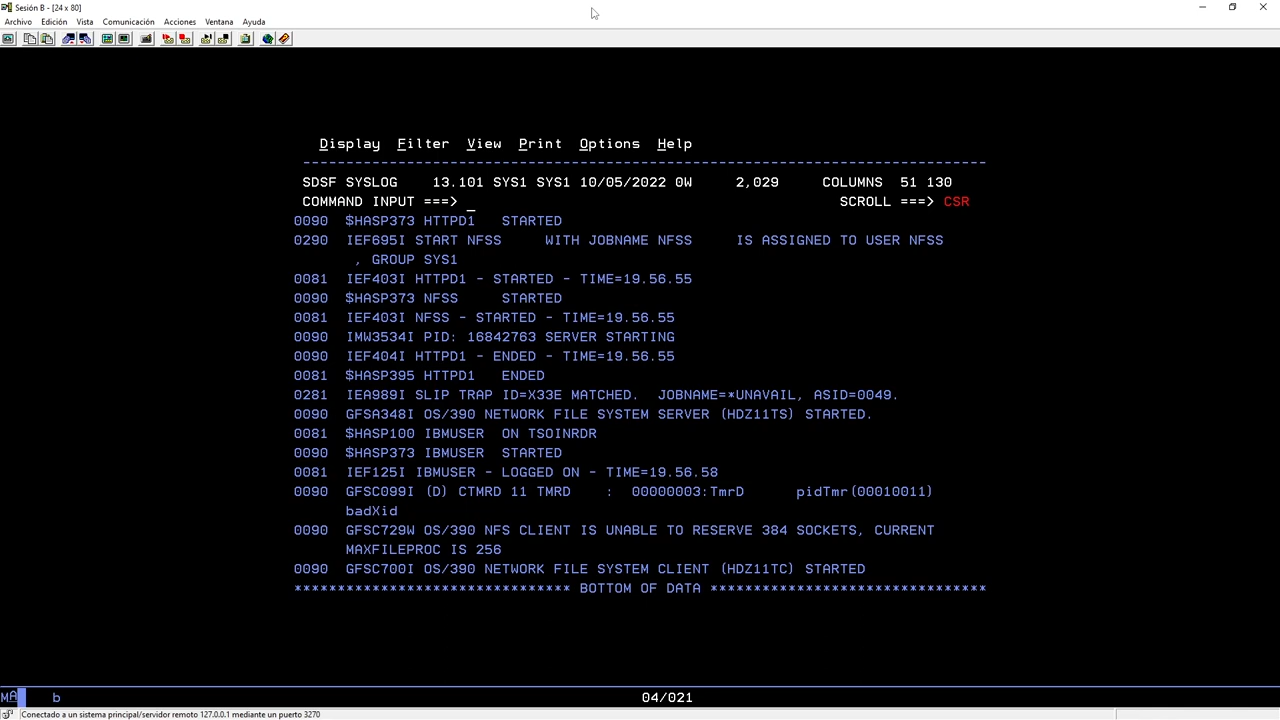 Sesión B - [24 x 80]
Archivo Edición Vista Comunicación Acciones Ventana Ayuda
Display Filter View Print Options Help
-------------------------------------------------------------------------------
SDSF SYSLOG    13.101 SYS1 SYS1 10/05/2022 0W     2,029     COLUMNS  51 130
COMMAND INPUT ===> _                                            SCROLL ===> CSR
0090  $HASP373 HTTPD1   STARTED
0290  IEF695I START NFSS     WITH JOBNAME NFSS     IS ASSIGNED TO USER NFSS
, GROUP SYS1
0081  IEF403I HTTPD1 - STARTED - TIME=19.56.55
0090  $HASP373 NFSS     STARTED
0081  IEF403I NFSS - STARTED - TIME=19.56.55
0090  IMW3534I PID: 16842763 SERVER STARTING
0090  IEF404I HTTPD1 - ENDED - TIME=19.56.55
0081  $HASP395 HTTPD1   ENDED
0281  IEA989I SLIP TRAP ID=X33E MATCHED.  JOBNAME=*UNAVAIL, ASID=0049.
0090  GFSA348I OS/390 NETWORK FILE SYSTEM SERVER (HDZ11TS) STARTED.
0081  $HASP100 IBMUSER  ON TSOINRDR
0090  $HASP373 IBMUSER  STARTED
0081  IEF125I IBMUSER - LOGGED ON - TIME=19.56.58
0090  GFSC099I (D) CTMRD 11 TMRD    :  00000003:TmrD      pidTmr(00010011)
badXid
0090  GFSC729W OS/390 NFS CLIENT IS UNABLE TO RESERVE 384 SOCKETS, CURRENT
MAXFILEPROC IS 256
0090  GFSC700I OS/390 NETWORK FILE SYSTEM CLIENT (HDZ11TC) STARTED
******************************** BOTTOM OF DATA ********************************
MA b 04/021
Conectado a un sistema principal/servidor remoto 127.0.0.1 mediante un puerto 3270